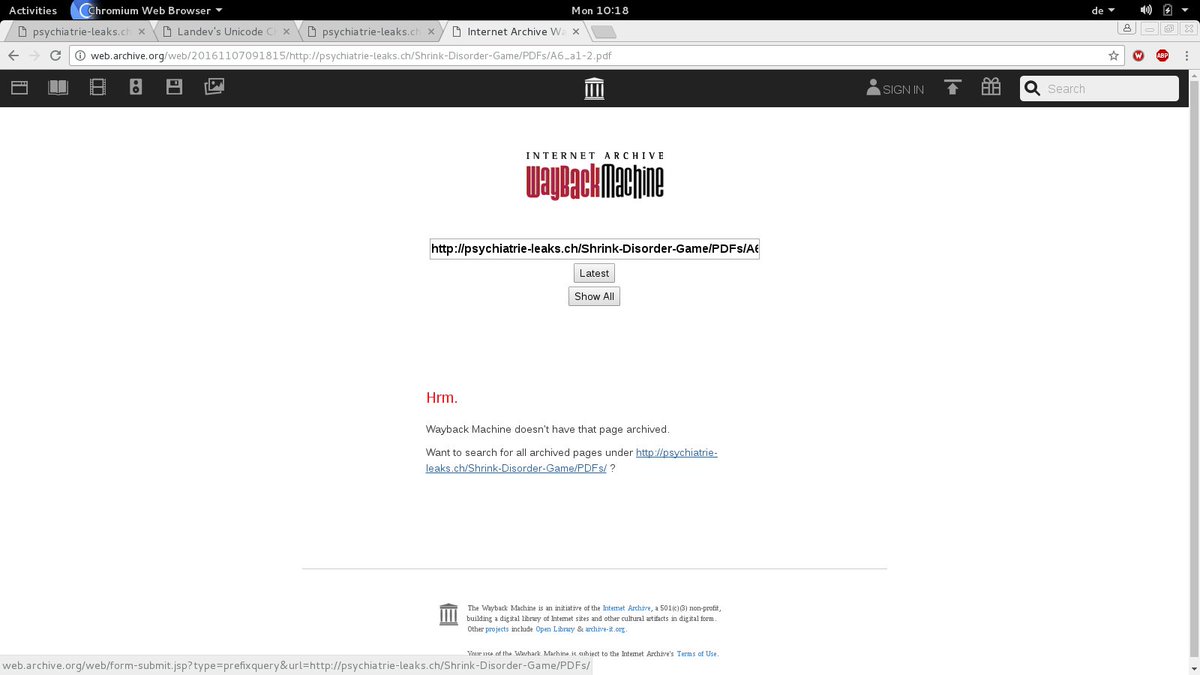 Activities Chromium Web Browser Mon 10:18 de
psychiatrie-leaks.ch Landev's Unicode C psychiatrie-leaks.ch Internet Archive Wa
web.archive.org/web/20161107091815/http://psychiatrie-leaks.ch/Shrink-Disorder-Game/PDFs/A6_a1-2.pdf W ABP
SIGN IN Search
INTERNET ARCHIVE
WayBackMachine
http://psychiatrie-leaks.ch/Shrink-Disorder-Game/PDFs/A6
Latest
Show All
Hrm.
Wayback Machine doesn't have that page archived.
Want to search for all archived pages under http://psychiatrie-
leaks.ch/Shrink-Disorder-Game/PDFs/ ?
The Wayback Machine is an initiative of the Internet Archive, a 501(c)(3) non-profit,
building a digital library of Internet sites and other cultural artifacts in digital form.
Other projects include Open Library & archive-it.org.
Your use of the Wayback Machine is subject to the Internet Archive's Terms of Use.
web.archive.org/web/form-submit.jsp?type=prefixquery&url=http://psychiatrie-leaks.ch/Shrink-Disorder-Game/PDFs/